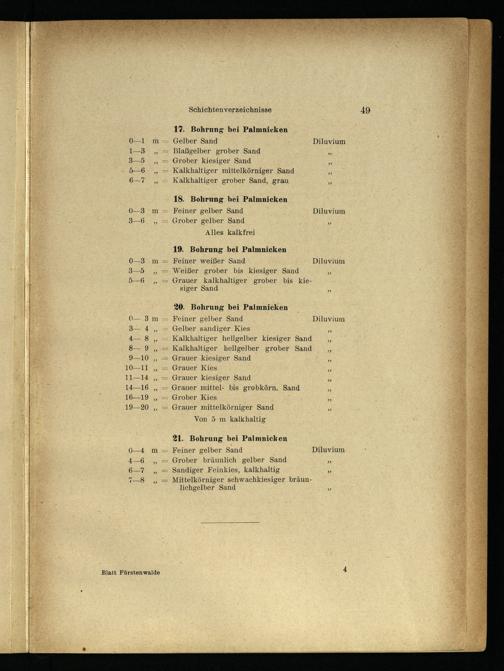 Schichtenverzeichnisse 49
17. Bohrung bei Palmnicken
0—1 m = Gelber Sand Diluvium
1—3 „ = Blaßgelber grober Sand „
3—5 „ = Grober kiesiger Sand „
5—6 „ = Kalkhaltiger mittelkörniger Sand „
6—7 „ = Kalkhaltiger grober Sand, grau „
18. Bohrung bei Palmnicken
0—3 m = Feiner gelber Sand Diluvium
3—6 „ = Grober gelber Sand „
Alles kalkfrei
19. Bohrung bei Palmnicken
0—3 m = Feiner weißer Sand Diluvium
3—5 „ = Weißer grober bis kiesiger Sand „
5—6 „ = Grauer kalkhaltiger grober bis kie-
siger Sand „
20. Bohrung bei Palmnicken
0— 3 m = Feiner gelber Sand Diluvium
3— 4 „ = Gelber sandiger Kies „
4— 8 „ = Kalkhaltiger hellgelber kiesiger Sand „
8— 9 „ = Kalkhaltiger hellgelber grober Sand „
9—10 „ = Grauer kiesiger Sand „
10—11 „ = Grauer Kies „
11—14 „ = Grauer kiesiger Sand „
14—16 „ = Grauer mittel- bis grobkörn. Sand „
16—19 „ = Grober Kies „
19—20 „ = Grauer mittelkörniger Sand „
Von 5 m kalkhaltig
21. Bohrung bei Palmnicken
0—4 m = Feiner gelber Sand Diluvium
4—6 „ = Grober bräunlich gelber Sand „
6—7 „ = Sandiger Feinkies, kalkhaltig „
7—8 „ = Mittelkörniger schwachkiesiger bräun-
lichgelber Sand „
Blatt Fürstenwalde 4